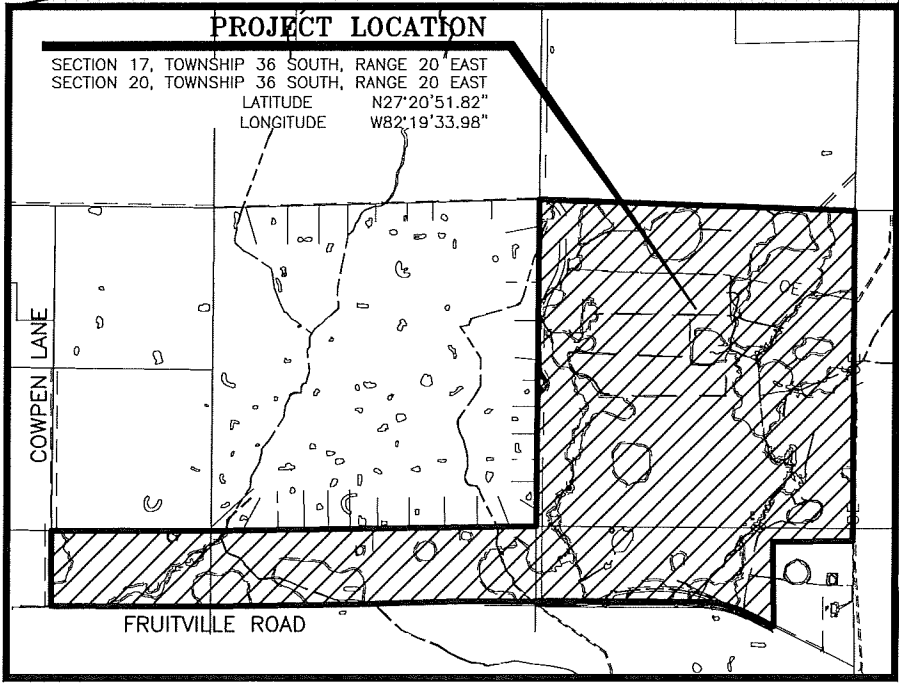 PROJECT LOCATION
SECTION 17, TOWNSHIP 36 SOUTH, RANGE 20 EAST
SECTION 20, TOWNSHIP 36 SOUTH, RANGE 20 EAST
LATITUDE N27°20'51.82"
LONGITUDE W82°19'33.98"
COWPEN LANE
FRUITVILLE ROAD